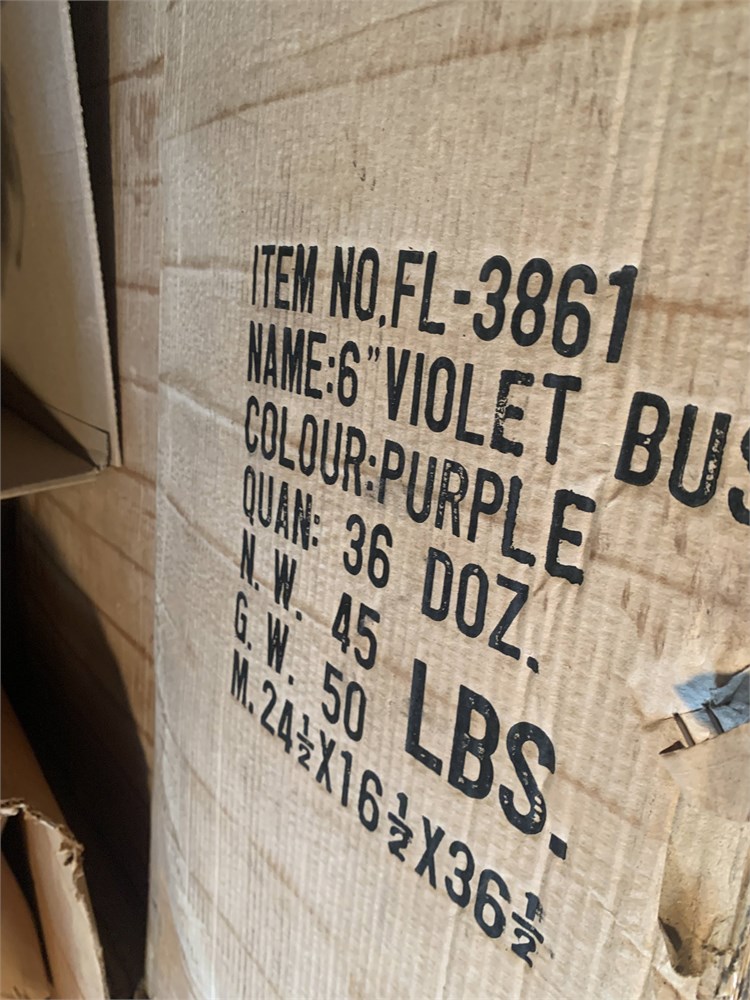 ITEM NO.FL-3861
NAME:6"VIOLET BUS
COLOUR:PURPLE
QUAN: 36 DOZ.
N. W. 45
G. W. 50 LBS.
M. 24½X16½X36½